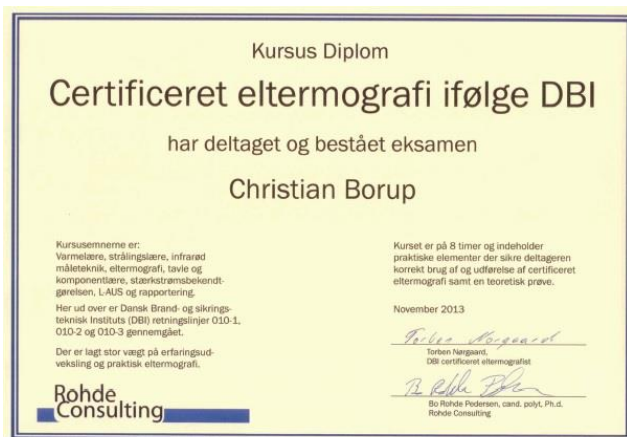 Kursus Diplom
Certificeret eltermografi ifølge DBI
har deltaget og bestået eksamen
Christian Borup
Kursusemnerne er:
Varmelære, strålingslære, infrarød
måleteknik, eltermografi, tavle og
komponentlære, stærkstrømsbekendt-
gørelsen, L-AUS og rapportering.
Her ud over er Dansk Brand- og sikrings-
teknisk Instituts (DBI) retningslinjer 010-1,
010-2 og 010-3 gennemgået.
Der er lagt stor vægt på erfaringsud-
veksling og praktisk eltermografi.
Rohde
Consulting
Kurset er på 8 timer og indeholder
praktiske elementer der sikre deltageren
korrekt brug af og udførelse af certificeret
eltermografi samt en teoretisk prøve.
November 2013
Torben Nørgaard
Torben Nørgaard,
DBI certificeret eltermografist
Bo Rohde Pedersen, cand. polyt, Ph.d.
Rohde Consulting